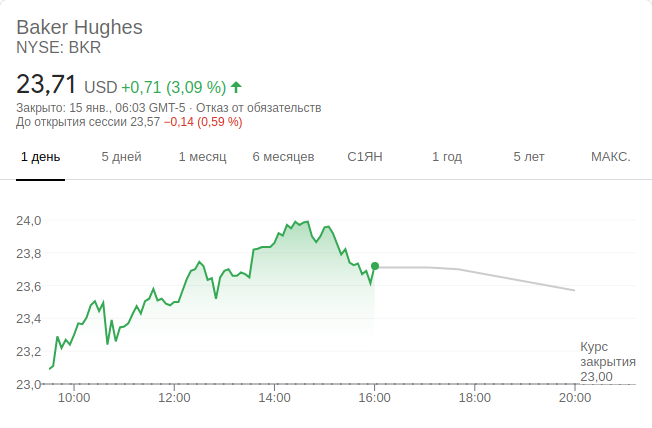 Baker Hughes
NYSE: BKR
23,71 USD +0,71 (3,09 %)
Закрыто: 15 янв., 06:03 GMT-5 · Отказ от обязательств
До открытия сессии 23,57 −0,14 (0,59 %)
1 день 5 дней 1 месяц 6 месяцев С1ЯН 1 год 5 лет МАКС.
24,0
23,8
23,6
23,4
23,2
23,0
Курс
закрытия
23,00
10:00 12:00 14:00 16:00 18:00 20:00